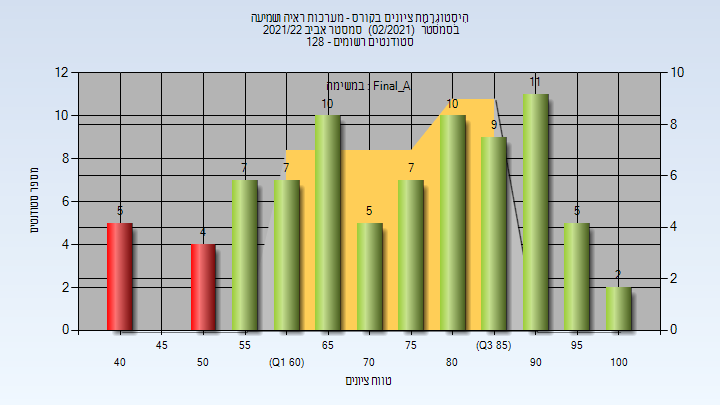 הִיסְטוֹגְרָמַת ציונים בקורס - מערכות ראיה ושמיעה
בסמסטר (02/2021) סמסטר אביב 2021/22
סטודנטים רשומים - 128
במשימה : Final_A
מספר סטודנטים
12 10 8 6 4 2 0
10 8 6 4 2 0
5 4 7 7 10 5 7 10 9 11 5 2
40 45 50 55 (Q1 60) 65 70 75 80 (Q3 85) 90 95 100
טווח ציונים